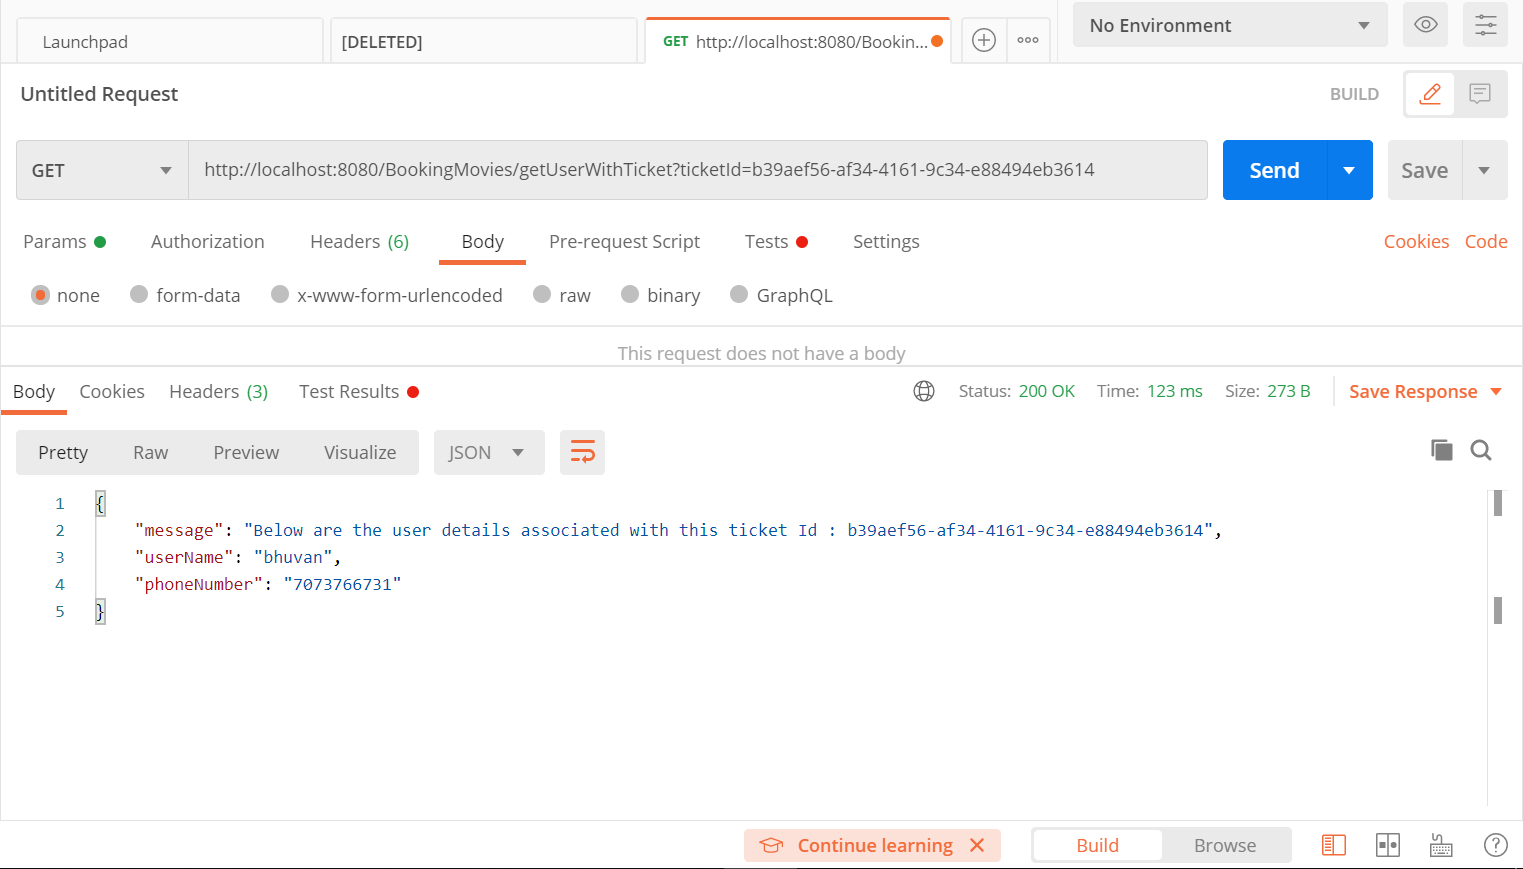 Launchpad
[DELETED]
GET http://localhost:8080/Bookin...
No Environment
Untitled Request
BUILD
GET
http://localhost:8080/BookingMovies/getUserWithTicket?ticketId=b39aef56-af34-4161-9c34-e88494eb3614
Send
Save
Params Authorization Headers (6) Body Pre-request Script Tests Settings Cookies Code
none form-data x-www-form-urlencoded raw binary GraphQL
This request does not have a body
Body Cookies Headers (3) Test Results Status: 200 OK Time: 123 ms Size: 273 B Save Response
Pretty Raw Preview Visualize JSON
1 {
2 "message": "Below are the user details associated with this ticket Id : b39aef56-af34-4161-9c34-e88494eb3614",
3 "userName": "bhuvan",
4 "phoneNumber": "7073766731"
5 }
Continue learning Build Browse